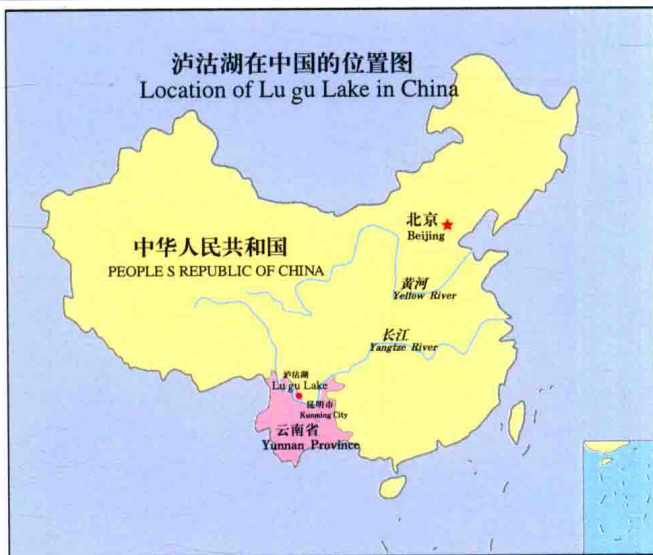 泸沽湖在中国的位置图
Location of Lu gu Lake in China
北京
Beijing
中华人民共和国
PEOPLE S REPUBLIC OF CHINA
黄河
Yellow River
长江
Yangtze River
泸沽湖
Lu gu Lake
昆明市
Kunming City
云南省
Yunnan Province